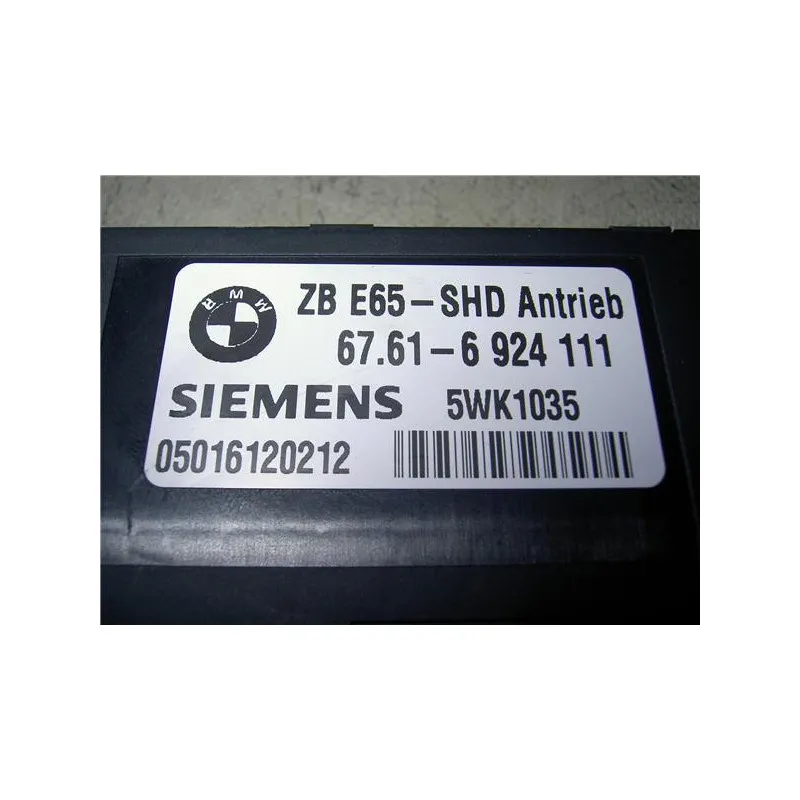 BMW
ZB E65-SHD Antrieb
67.61-6 924 111
SIEMENS 5WK1035
05016120212